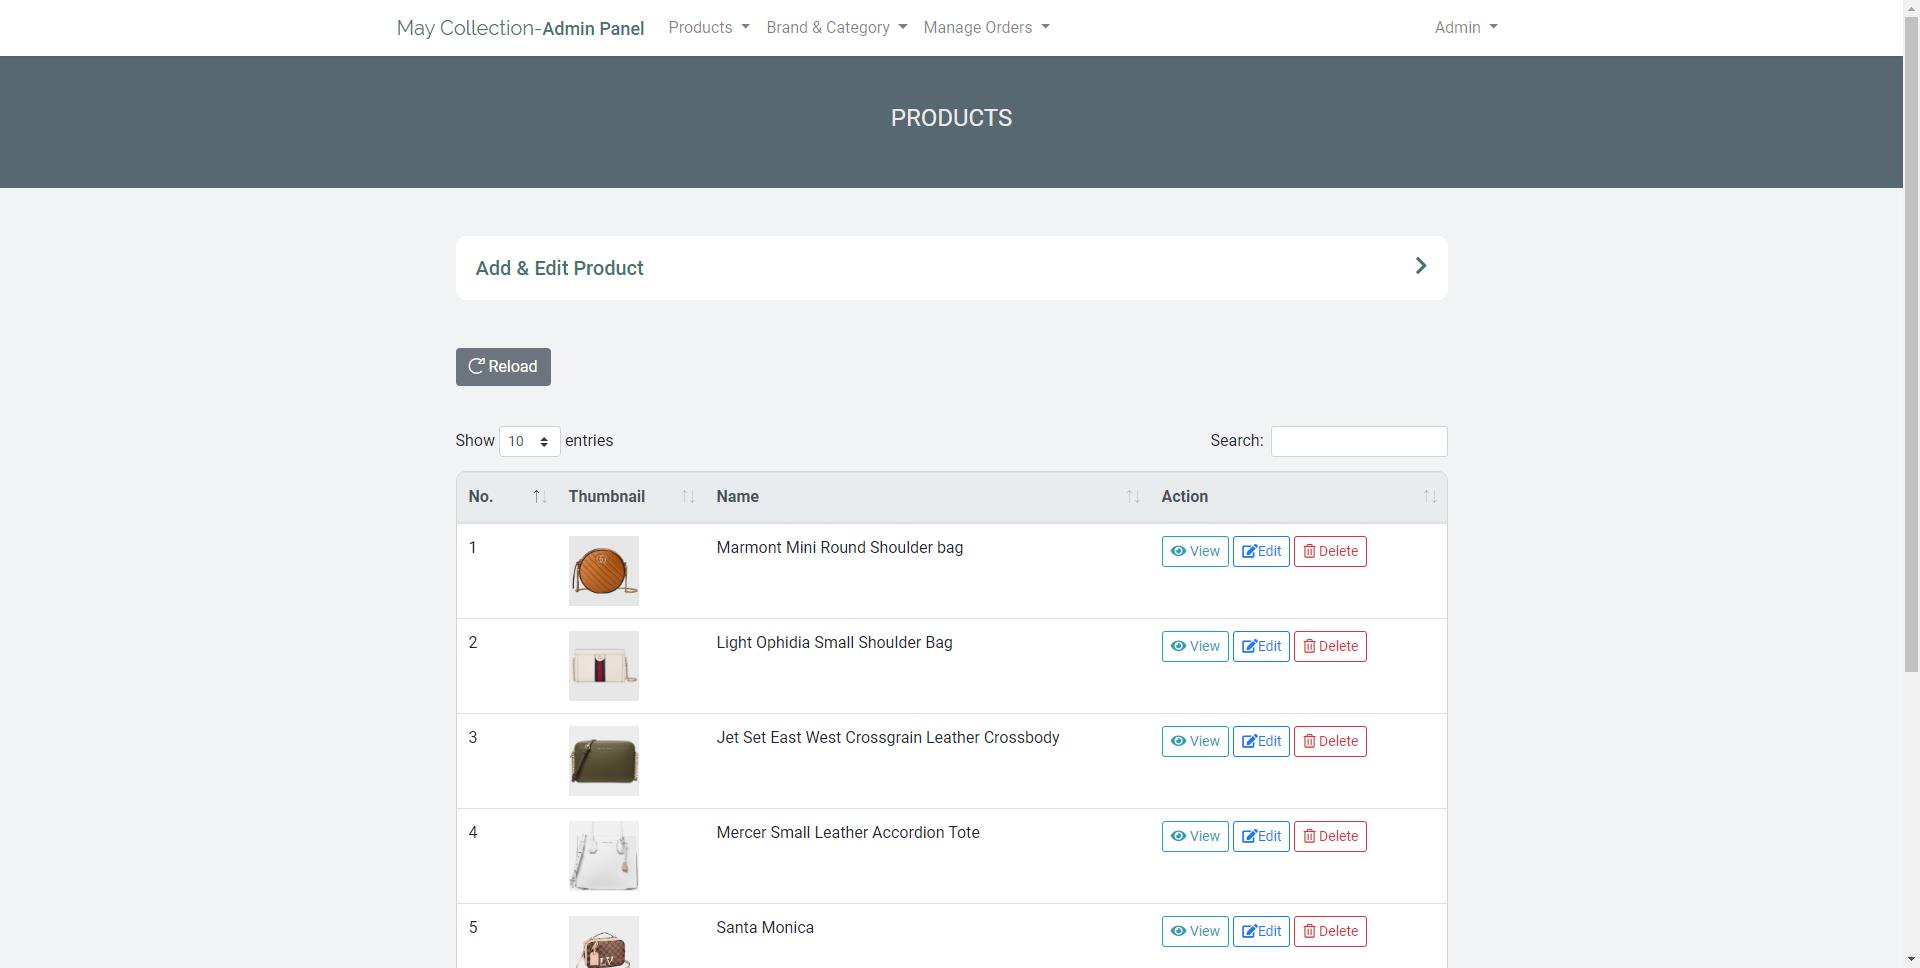 May Collection-Admin Panel Products Brand & Category Manage Orders Admin
PRODUCTS
Add & Edit Product
Reload
Show 10 entries Search:
No. Thumbnail Name Action
1 Marmont Mini Round Shoulder bag View Edit Delete
2 Light Ophidia Small Shoulder Bag View Edit Delete
3 Jet Set East West Crossgrain Leather Crossbody View Edit Delete
4 Mercer Small Leather Accordion Tote View Edit Delete
5 Santa Monica View Edit Delete
LV